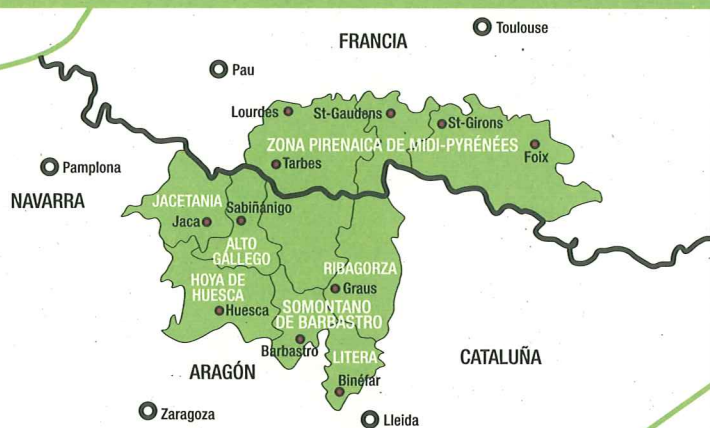 Toulouse
FRANCIA
Pau
Lourdes
St-Gaudens
St-Girons
ZONA PIRENAICA DE MIDI-PYRÉNÉES
Foix
Tarbes
Pamplona
NAVARRA
JACETANIA
Jaca
Sabiñánigo
ALTO
GÁLLEGO
RIBAGORZA
HOYA DE
HUESCA
Graus
Huesca
SOMONTANO
DE BARBASTRO
Barbastro
LITERA
CATALUÑA
ARAGÓN
Binéfar
Zaragoza
Lleida